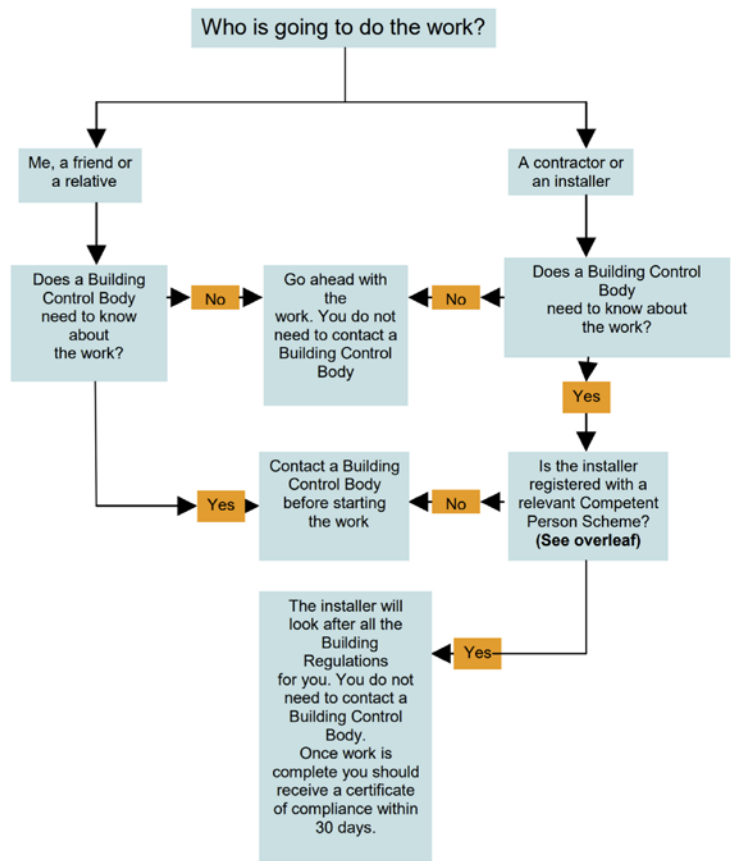 Who is going to do the work?
Me, a friend or
a relative
A contractor or
an installer
Does a Building
Control Body
need to know
about
the work?
No
Go ahead with
the
work. You do not
need to contact a
Building Control
Body
No
Does a Building Control
Body
need to know about
the work?
Yes
Yes
Contact a Building
Control Body
before starting
the work
No
Is the installer
registered with a
relevant Competent
Person Scheme?
(See overleaf)
The installer will
look after all the
Building
Regulations
for you. You do not
need to contact a
Building Control
Body.
Once work is
complete you should
receive a certificate
of compliance within
30 days.
Yes